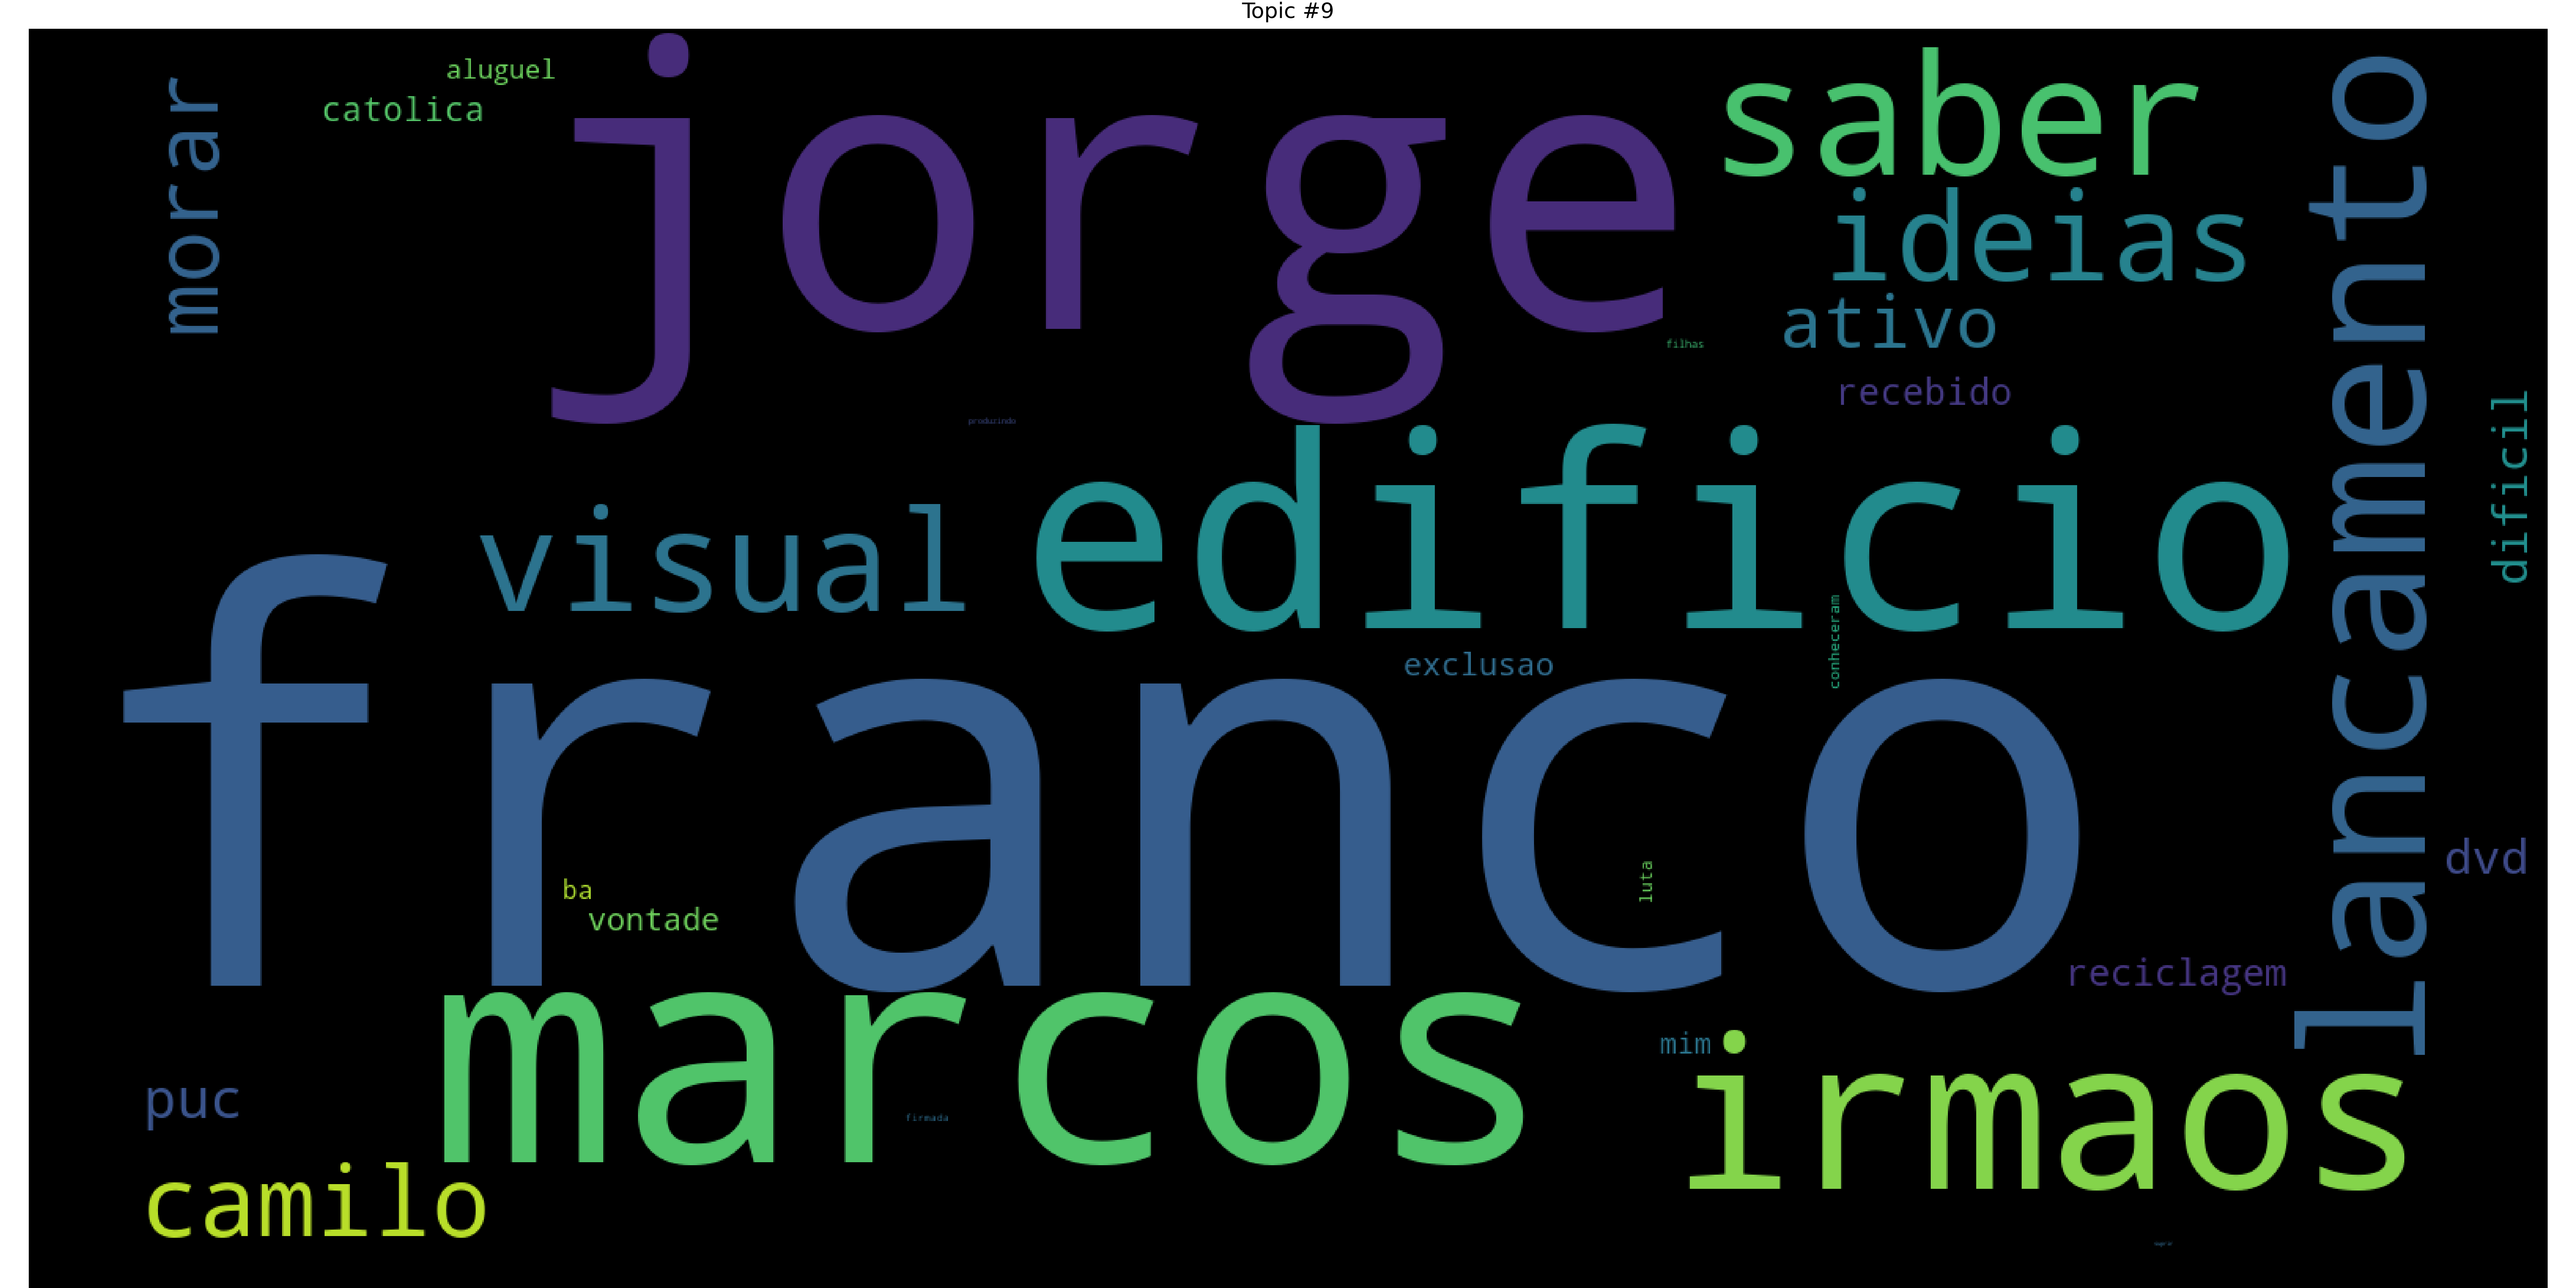 Topic #9
aluguel
catolica
morar
jorge
saber
ideias
ativo
filhas
recebido
produzindo
lancamento
dificil
visual
edificio
conheceram
exclusao
franco
ba
vontade
luta
dvd
reciclagem
marcos
mim
irmaos
puc
firmada
camilo